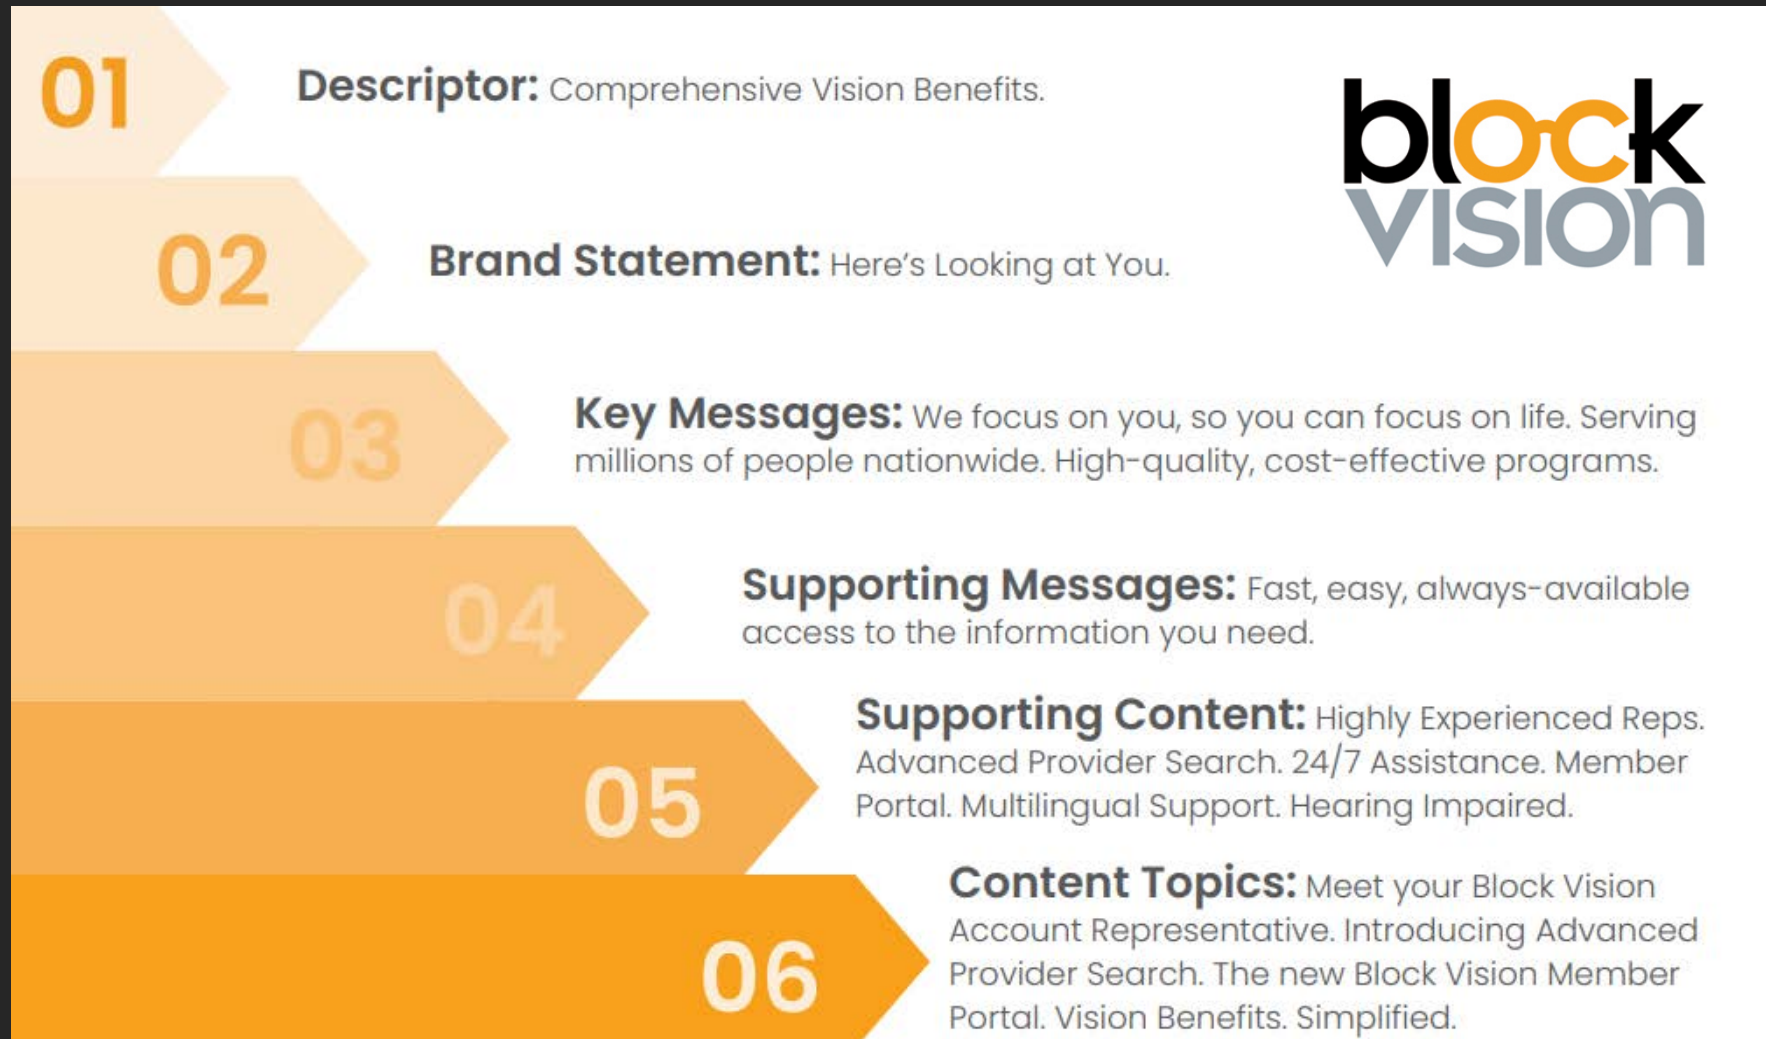 01
Descriptor: Comprehensive Vision Benefits.
block
vision
02
Brand Statement: Here's Looking at You.
03
Key Messages: We focus on you, so you can focus on life. Serving
millions of people nationwide. High-quality, cost-effective programs.
04
Supporting Messages: Fast, easy, always-available
access to the information you need.
05
Supporting Content: Highly Experienced Reps.
Advanced Provider Search. 24/7 Assistance. Member
Portal. Multilingual Support. Hearing Impaired.
06
Content Topics: Meet your Block Vision
Account Representative. Introducing Advanced
Provider Search. The new Block Vision Member
Portal. Vision Benefits. Simplified.